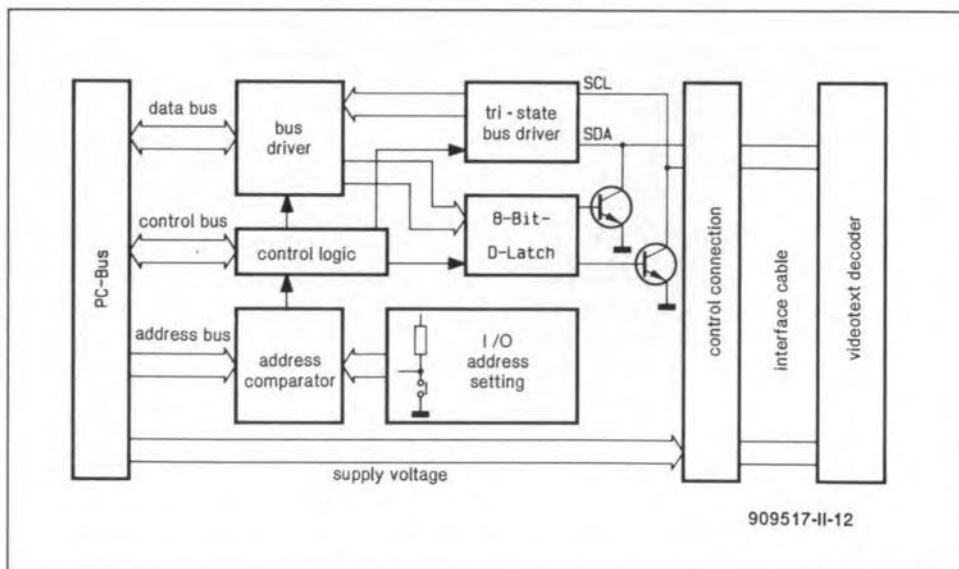 PC-Bus
data bus
bus
driver
tri-state
bus driver
SCL
SDA
control bus
control logic
8-Bit-
D-Latch
address bus
address
comparator
I/O
address
setting
supply voltage
control connection
interface cable
videotext decoder
909517-II-12